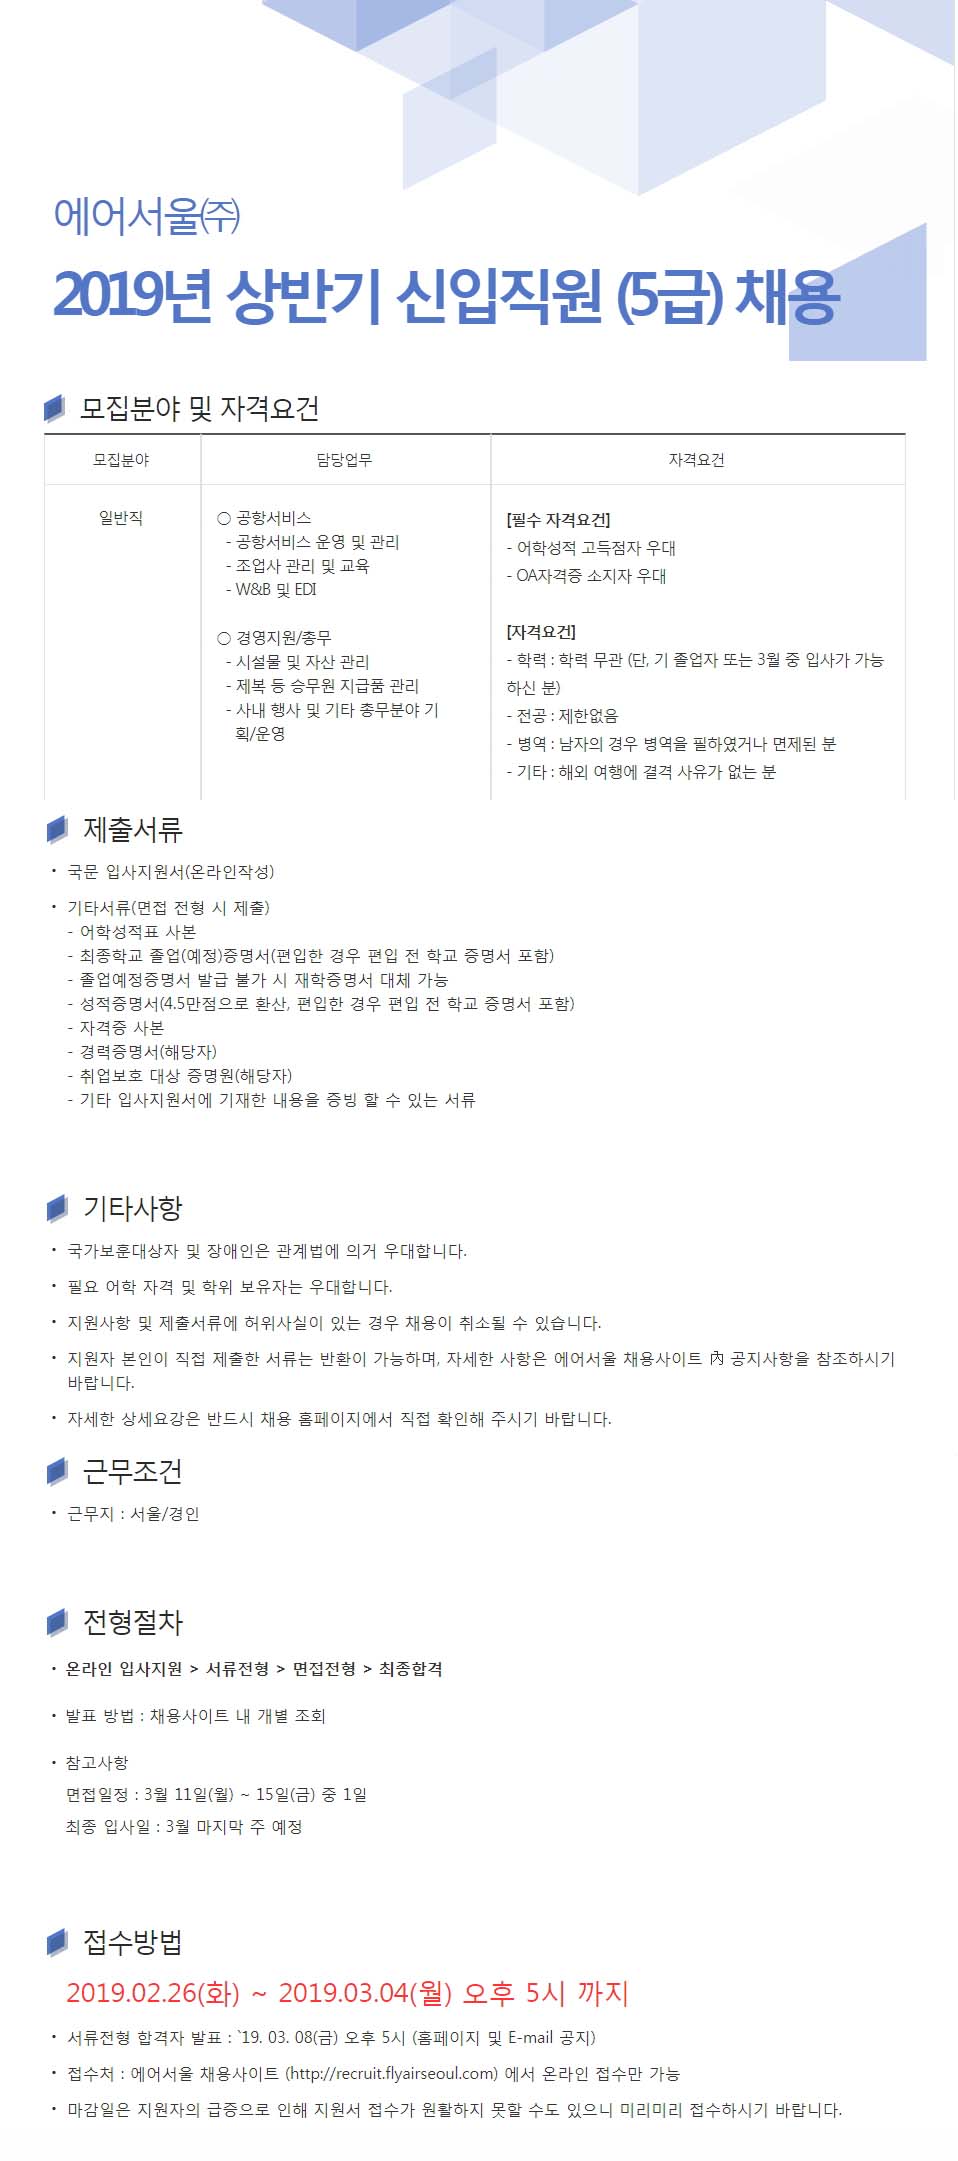 에어서울㈜
2019년 상반기 신입직원 (5급) 채용
모집분야 및 자격요건
모집분야
담당업무
자격요건
일반직
○ 공항서비스
- 공항서비스 운영 및 관리
- 조업사 관리 및 교육
- W&B 및 EDI
○ 경영지원/총무
- 시설물 및 자산 관리
- 제복 등 승무원 지급품 관리
- 사내 행사 및 기타 총무분야 기
획/운영
[필수 자격요건]
- 어학성적 고득점자 우대
- OA자격증 소지자 우대
[자격요건]
- 학력 : 학력 무관 (단, 기 졸업자 또는 3월 중 입사가 가능
하신 분)
- 전공 : 제한없음
- 병역 : 남자의 경우 병역을 필하였거나 면제된 분
- 기타 : 해외 여행에 결격 사유가 없는 분
제출서류
· 국문 입사지원서(온라인작성)
· 기타서류(면접 전형 시 제출)
- 어학성적표 사본
- 최종학교 졸업(예정)증명서(편입한 경우 편입 전 학교 증명서 포함)
- 졸업예정증명서 발급 불가 시 재학증명서 대체 가능
- 성적증명서(4.5만점으로 환산, 편입한 경우 편입 전 학교 증명서 포함)
- 자격증 사본
- 경력증명서(해당자)
- 취업보호 대상 증명원(해당자)
- 기타 입사지원서에 기재한 내용을 증빙 할 수 있는 서류
기타사항
· 국가보훈대상자 및 장애인은 관계법에 의거 우대합니다.
· 필요 어학 자격 및 학위 보유자는 우대합니다.
· 지원사항 및 제출서류에 허위사실이 있는 경우 채용이 취소될 수 있습니다.
· 지원자 본인이 직접 제출한 서류는 반환이 가능하며, 자세한 사항은 에어서울 채용사이트 內 공지사항을 참조하시기
바랍니다.
· 자세한 상세요강은 반드시 채용 홈페이지에서 직접 확인해 주시기 바랍니다.
근무조건
· 근무지 : 서울/경인
전형절차
· 온라인 입사지원 > 서류전형 > 면접전형 > 최종합격
· 발표 방법 : 채용사이트 내 개별 조회
· 참고사항
면접일정 : 3월 11일(월) ~ 15일(금) 중 1일
최종 입사일 : 3월 마지막 주 예정
접수방법
2019.02.26(화) ~ 2019.03.04(월) 오후 5시 까지
· 서류전형 합격자 발표 : `19. 03. 08(금) 오후 5시 (홈페이지 및 E-mail 공지)
· 접수처 : 에어서울 채용사이트 (http://recruit.flyairseoul.com) 에서 온라인 접수만 가능
· 마감일은 지원자의 급증으로 인해 지원서 접수가 원활하지 못할 수도 있으니 미리미리 접수하시기 바랍니다.